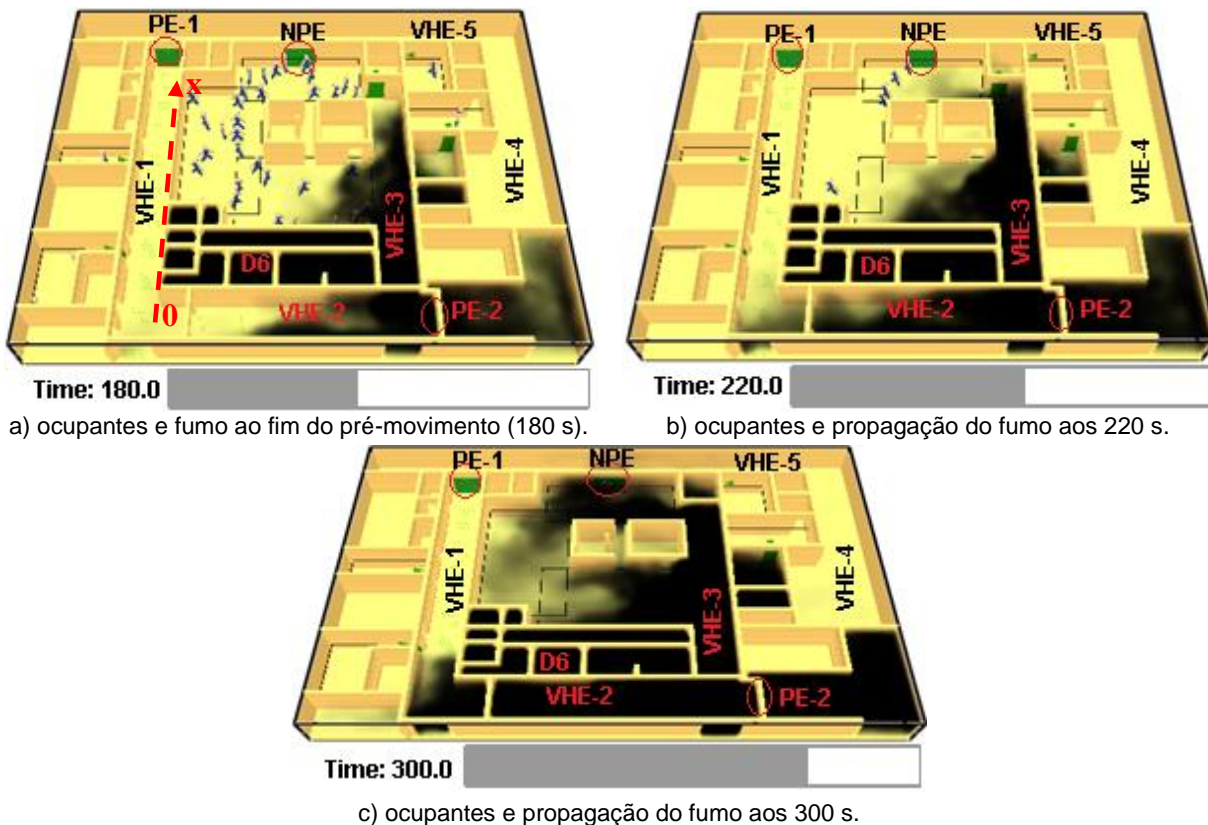 PE-1 NPE VHE-5
x
VHE-1 VHE-3 VHE-4
D6
0 VHE-2 PE-2
Time: 180.0
a) ocupantes e fumo ao fim do pré-movimento (180 s).
PE-1 NPE VHE-5
VHE-1 VHE-3 VHE-4
D6
VHE-2 PE-2
Time: 220.0
b) ocupantes e propagação do fumo aos 220 s.
PE-1 NPE VHE-5
VHE-1 VHE-3 VHE-4
D6
VHE-2 PE-2
Time: 300.0
c) ocupantes e propagação do fumo aos 300 s.